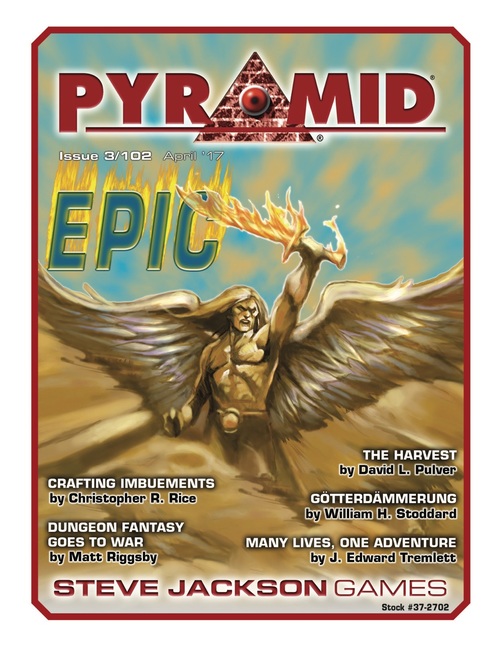 PYRAMID®
®
Issue 3/102 April '17
EPIC
THE HARVEST
by David L. Pulver
CRAFTING IMBUEMENTS
by Christopher R. Rice
GÖTTERDÄMMERUNG
by William H. Stoddard
DUNGEON FANTASY
GOES TO WAR
by Matt Riggsby
MANY LIVES, ONE ADVENTURE
by J. Edward Tremlett
STEVE JACKSON GAMES
Stock #37-2702